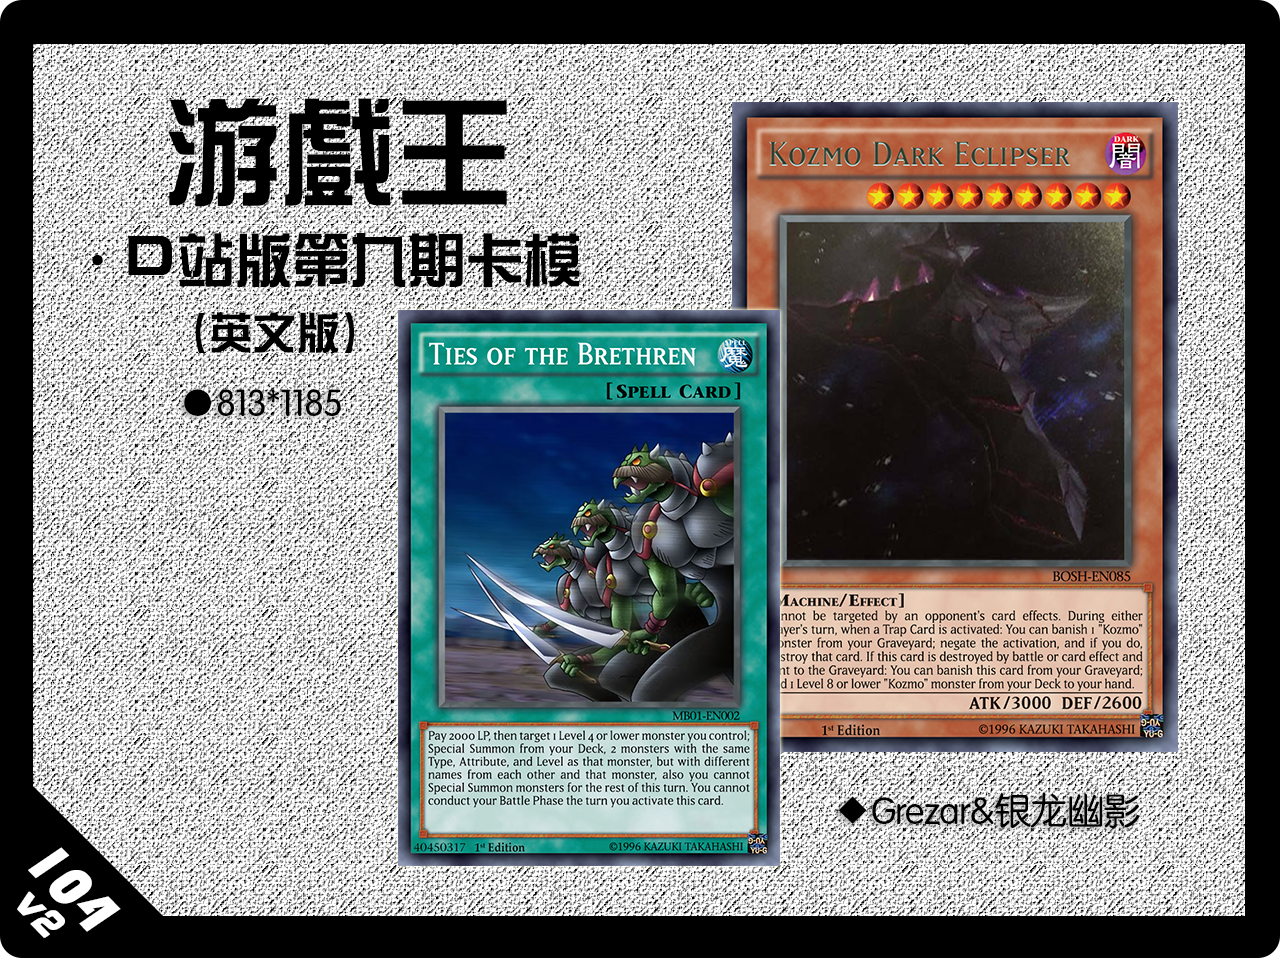 游戲王
·D站版第九期卡模
(英文版)
●813*1185
KOZMO DARK ECLIPSER
DARK
闇
TIES OF THE BRETHREN
SPELL
魔
[SPELL CARD]
MB01-EN002
Pay 2000 LP, then target 1 Level 4 or lower monster you control;
Special Summon from your Deck, 2 monsters with the same
Type, Attribute, and Level as that monster, but with different
names from each other and that monster, also you cannot
Special Summon monsters for the rest of this turn. You cannot
conduct your Battle Phase the turn you activate this card.
40450317 1st Edition
©1996 KAZUKI TAKAHASHI
BOSH-EN085
MACHINE/EFFECT]
nnot be targeted by an opponent's card effects. During either
ayer's turn, when a Trap Card is activated: You can banish 1 "Kozmo"
onster from your Graveyard; negate the activation, and if you do,
stroy that card. If this card is destroyed by battle or card effect and
nt to the Graveyard: You can banish this card from your Graveyard;
d 1 Level 8 or lower "Kozmo" monster from your Deck to your hand.
ATK/3000 DEF/2600
1st Edition
©1996 KAZUKI TAKAHASHI
◆Grezar&银龙幽影
104
V2